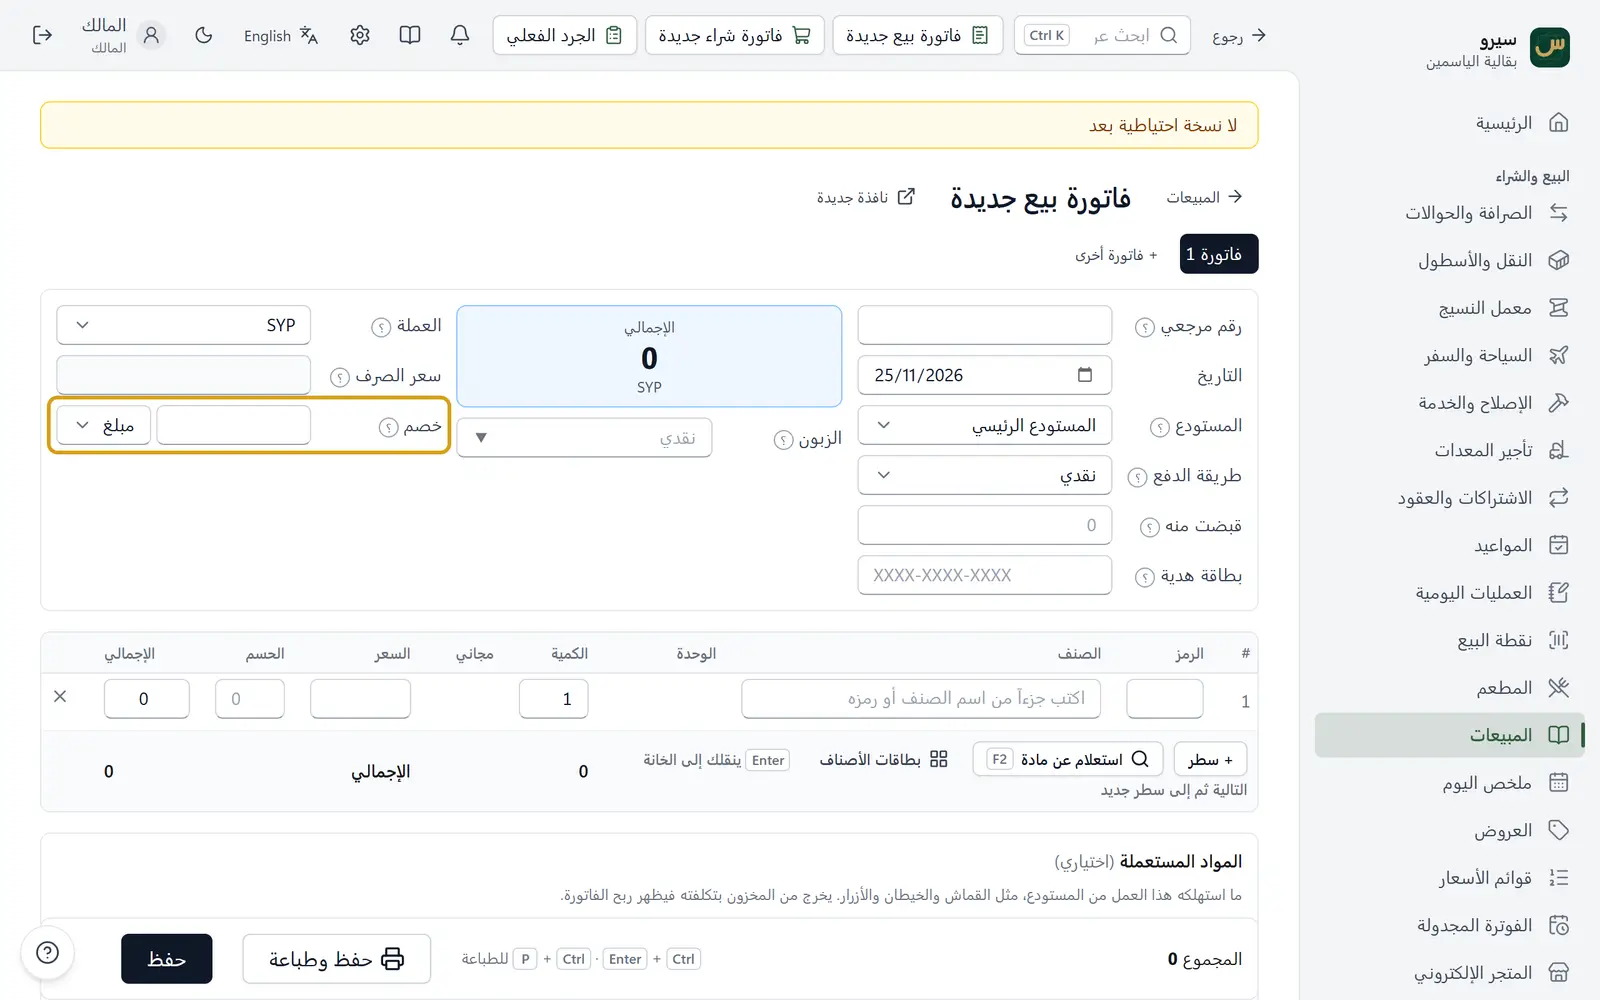 سيرو
بقالية الياسمين
رجوع
ابحث عر
Ctrl K
فاتورة بيع جديدة
فاتورة شراء جديدة
الجرد الفعلي
English
المالك
المالك
الرئيسية
البيع والشراء
الصرافة والحوالات
النقل والأسطول
معمل النسيج
السياحة والسفر
الإصلاح والخدمة
تأجير المعدات
الاشتراكات والعقود
المواعيد
العمليات اليومية
نقطة البيع
المطعم
المبيعات
ملخص اليوم
العروض
قوائم الأسعار
الفوترة المجدولة
المتجر الإلكتروني
لا نسخة احتياطية بعد
المبيعات
فاتورة بيع جديدة
نافذة جديدة
فاتورة 1
+ فاتورة أخرى
رقم مرجعي ؟
التاريخ
25/11/2026
المستودع ؟
المستودع الرئيسي
طريقة الدفع ؟
نقدي
قبضت منه ؟
0
بطاقة هدية ؟
XXXX-XXXX-XXXX
الإجمالي
0
SYP
الزبون ؟
نقدي
العملة ؟
SYP
سعر الصرف ؟
خصم ؟
مبلغ
# الرمز الصنف الوحدة الكمية مجاني السعر الحسم الإجمالي
1 اكتب جزءاً من اسم الصنف أو رمزه 1 0 0
+ سطر
استعلام عن مادة F2
بطاقات الأصناف
Enter ينقلك إلى الخانة
التالية ثم إلى سطر جديد
0
الإجمالي
0
المواد المستعملة (اختياري)
ما استهلكه هذا العمل من المستودع، مثل القماش والخيطان والأزرار. يخرج من المخزون بتكلفته فيظهر ربح الفاتورة.
المجموع 0
Ctrl + Enter · Ctrl + P للطباعة
حفظ وطباعة
حفظ